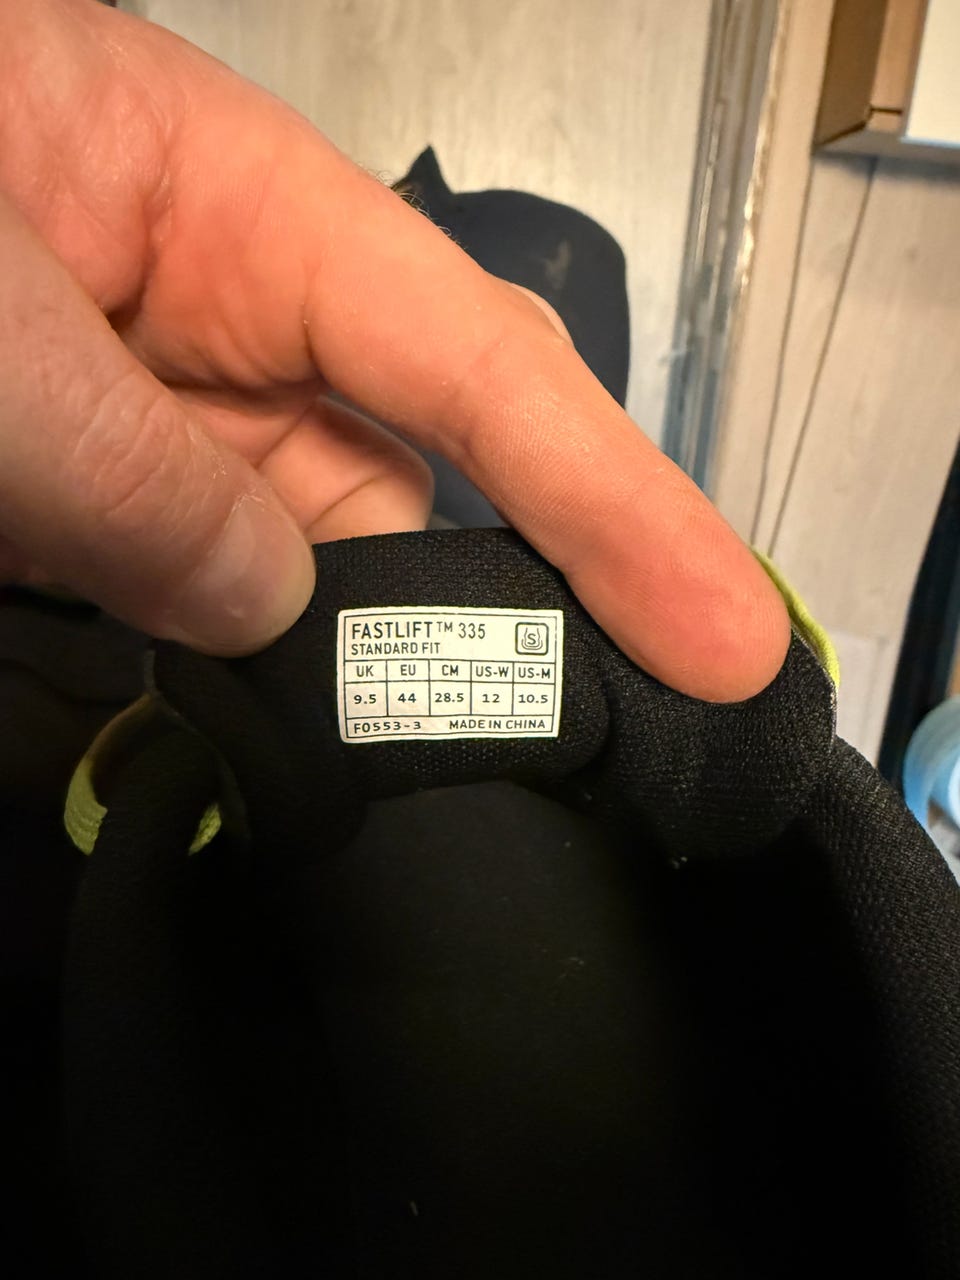 FASTLIFT™ 335
STANDARD FIT
S
UK EU CM US-W US-M
9.5 44 28.5 12 10.5
F0553-3 MADE IN CHINA